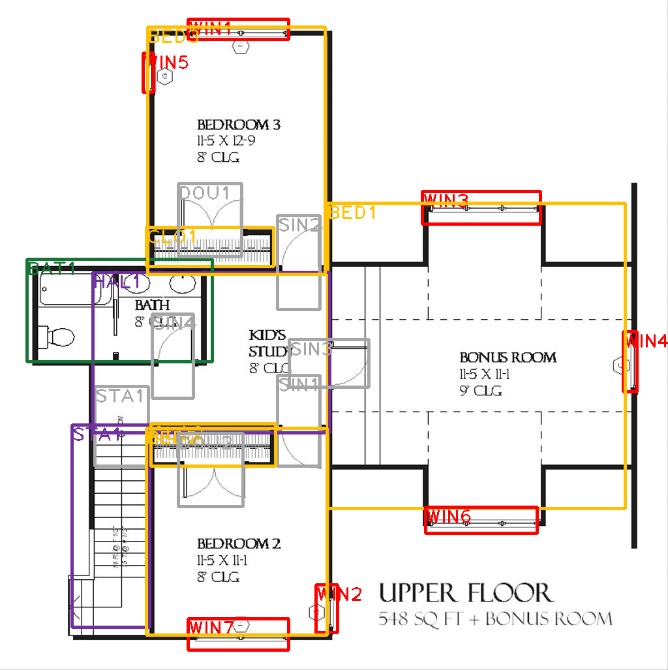 WIN1
BED3
WIN5
BEDROOM 3
11-5 X 12-9
8' CLG
DOU1
SIN2
CLO1
BED1
WIN3
BAT1
HAL1
BATH
8' CLG
SIN4
KID'S
STUDY
8' CLG
SIN3
WIN4
BONUS ROOM
11-5 X 11-1
9' CLG
SIN1
STA1
STA1
WIN6
BEDROOM 2
11-5 X 11-1
8' CLG
WIN2
WIN7
UPPER FLOOR
548 SQ FT + BONUS ROOM